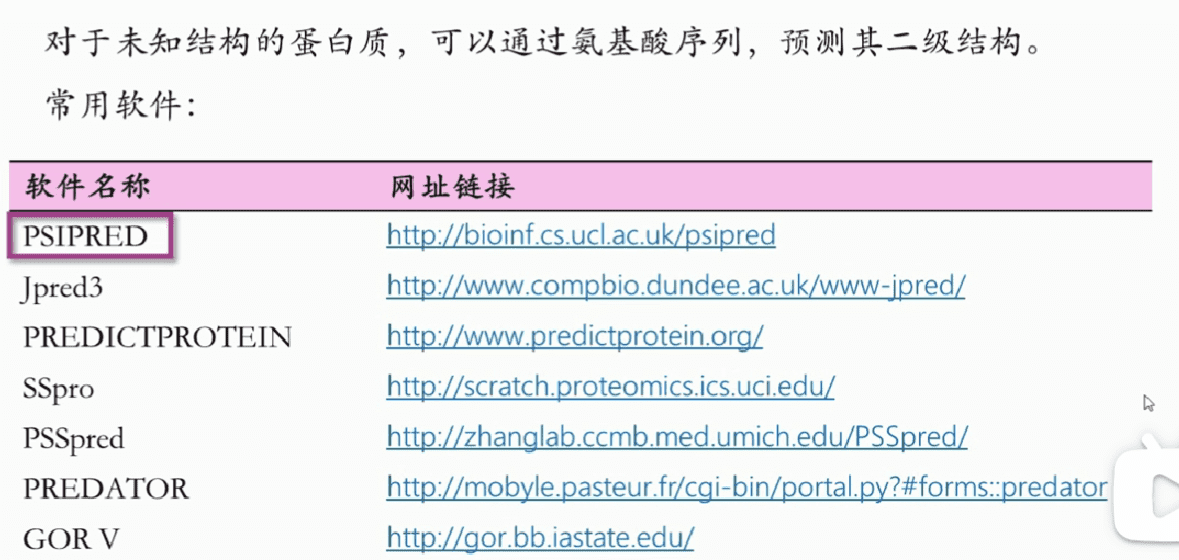 对于未知结构的蛋白质，可以通过氨基酸序列，预测其二级结构。
常用软件：
软件名称 网址链接
PSIPRED http://bioinf.cs.ucl.ac.uk/psipred
Jpred3 http://www.compbio.dundee.ac.uk/www-jpred/
PREDICTPROTEIN http://www.predictprotein.org/
SSpro http://scratch.proteomics.ics.uci.edu/
PSSpred http://zhanglab.ccmb.med.umich.edu/PSSpred/
PREDATOR http://mobyle.pasteur.fr/cgi-bin/portal.py?#forms::predator
GOR V http://gor.bb.iastate.edu/